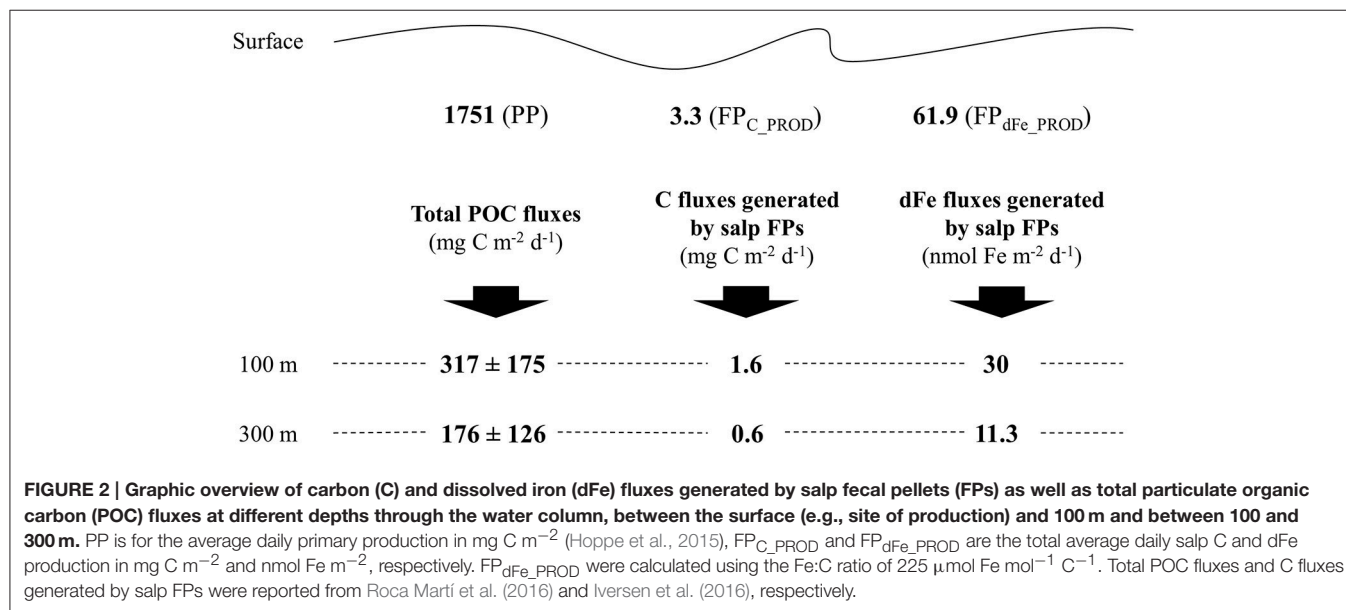 Surface
1751 (PP) 3.3 (FP_C_PROD) 61.9 (FP_dFe_PROD)
Total POC fluxes
(mg C m⁻² d⁻¹)
C fluxes generated
by salp FPs
(mg C m⁻² d⁻¹)
dFe fluxes generated
by salp FPs
(nmol Fe m⁻² d⁻¹)
100 m 317 ± 175 1.6 30
300 m 176 ± 126 0.6 11.3
FIGURE 2 | Graphic overview of carbon (C) and dissolved iron (dFe) fluxes generated by salp fecal pellets (FPs) as well as total particulate organic
carbon (POC) fluxes at different depths through the water column, between the surface (e.g., site of production) and 100 m and between 100 and
300 m. PP is for the average daily primary production in mg C m⁻² (Hoppe et al., 2015), FP_C_PROD and FP_dFe_PROD are the total average daily salp C and dFe
production in mg C m⁻² and nmol Fe m⁻², respectively. FP_dFe_PROD were calculated using the Fe:C ratio of 225 μmol Fe mol⁻¹ C⁻¹. Total POC fluxes and C fluxes
generated by salp FPs were reported from Roca Martí et al. (2016) and Iversen et al. (2016), respectively.